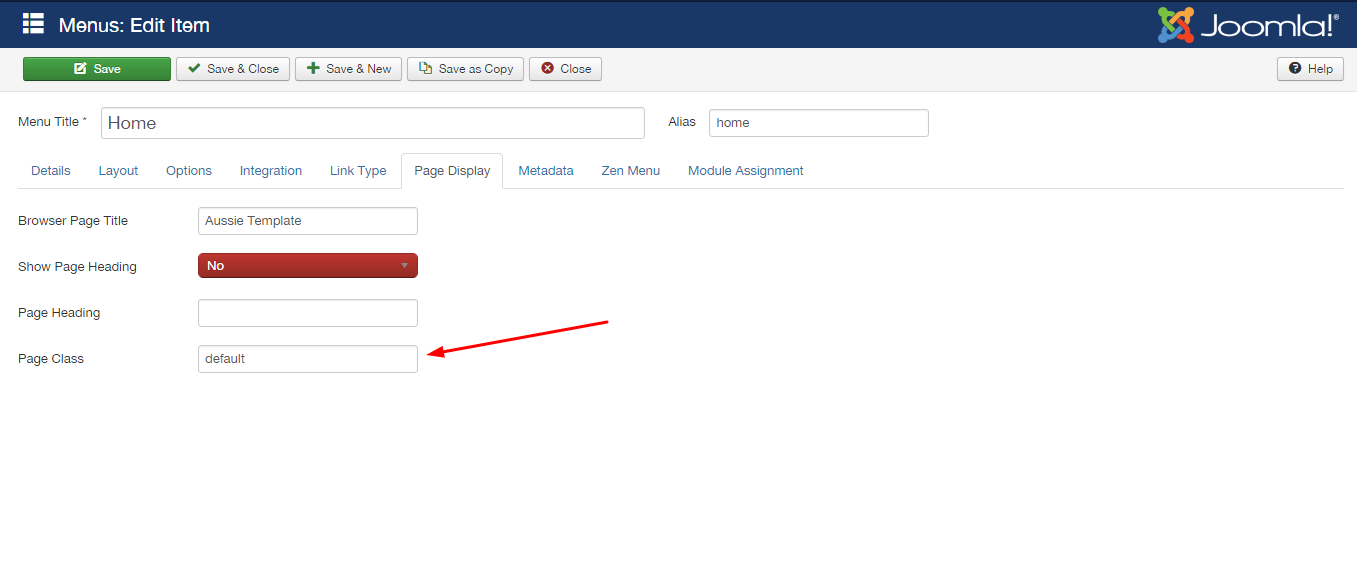 Menus: Edit Item
Joomla!®
Save
Save & Close
Save & New
Save as Copy
Close
Help
Menu Title *
Home
Alias
home
Details
Layout
Options
Integration
Link Type
Page Display
Metadata
Zen Menu
Module Assignment
Browser Page Title
Aussie Template
Show Page Heading
No
Page Heading
Page Class
default